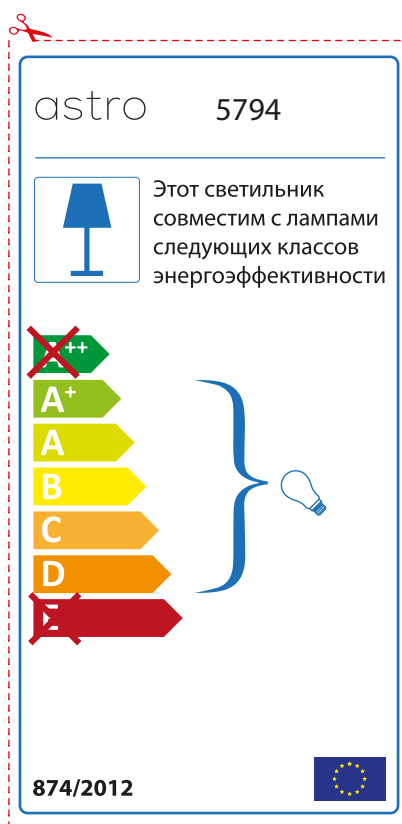 astro 5794
Этот светильник
совместим с лампами
следующих классов
энергоэффективности
A++
A+
A
B
C
D
E
874/2012